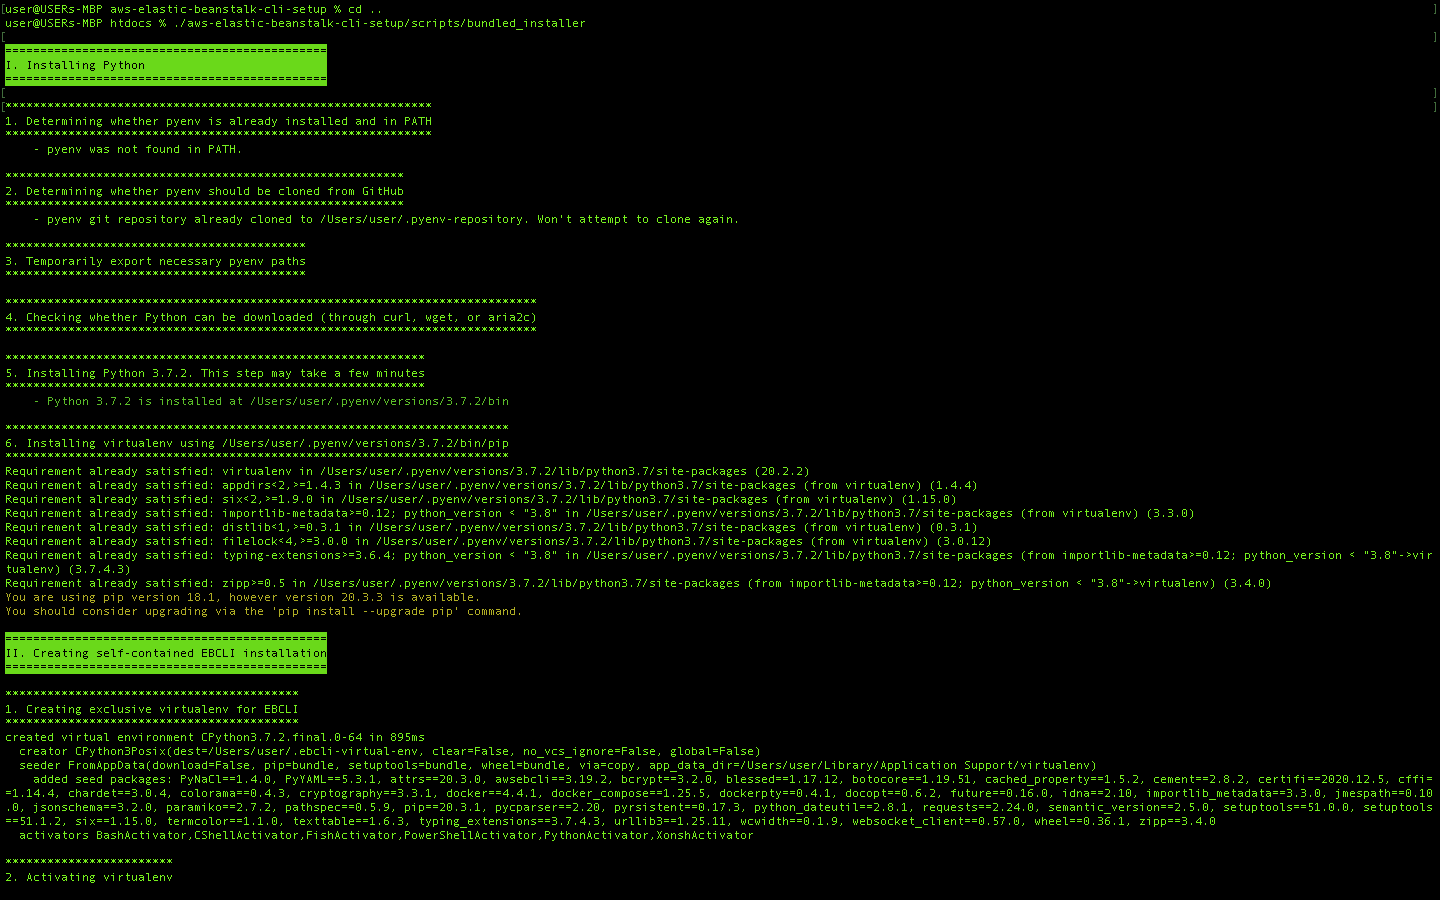 [user@USERs-MBP aws-elastic-beanstalk-cli-setup % cd ..                                    ]
user@USERs-MBP htdocs % ./aws-elastic-beanstalk-cli-setup/scripts/bundled_installer
[                                    ]
==============================================
I. Installing Python
==============================================
[                                    ]
[*************************************************************                                    ]
1. Determining whether pyenv is already installed and in PATH
*************************************************************
    - pyenv was not found in PATH.
*********************************************************
2. Determining whether pyenv should be cloned from GitHub
*********************************************************
    - pyenv git repository already cloned to /Users/user/.pyenv-repository. Won't attempt to clone again.
*******************************************
3. Temporarily export necessary pyenv paths
*******************************************
****************************************************************************
4. Checking whether Python can be downloaded (through curl, wget, or aria2c)
****************************************************************************
************************************************************
5. Installing Python 3.7.2. This step may take a few minutes
************************************************************
    - Python 3.7.2 is installed at /Users/user/.pyenv/versions/3.7.2/bin
************************************************************************
6. Installing virtualenv using /Users/user/.pyenv/versions/3.7.2/bin/pip
************************************************************************
Requirement already satisfied: virtualenv in /Users/user/.pyenv/versions/3.7.2/lib/python3.7/site-packages (20.2.2)
Requirement already satisfied: appdirs<2,>=1.4.3 in /Users/user/.pyenv/versions/3.7.2/lib/python3.7/site-packages (from virtualenv) (1.4.4)
Requirement already satisfied: six<2,>=1.9.0 in /Users/user/.pyenv/versions/3.7.2/lib/python3.7/site-packages (from virtualenv) (1.15.0)
Requirement already satisfied: importlib-metadata>=0.12; python_version < "3.8" in /Users/user/.pyenv/versions/3.7.2/lib/python3.7/site-packages (from virtualenv) (3.3.0)
Requirement already satisfied: distlib<1,>=0.3.1 in /Users/user/.pyenv/versions/3.7.2/lib/python3.7/site-packages (from virtualenv) (0.3.1)
Requirement already satisfied: filelock<4,>=3.0.0 in /Users/user/.pyenv/versions/3.7.2/lib/python3.7/site-packages (from virtualenv) (3.0.12)
Requirement already satisfied: typing-extensions>=3.6.4; python_version < "3.8" in /Users/user/.pyenv/versions/3.7.2/lib/python3.7/site-packages (from importlib-metadata>=0.12; python_version < "3.8"->vir
tualenv) (3.7.4.3)
Requirement already satisfied: zipp>=0.5 in /Users/user/.pyenv/versions/3.7.2/lib/python3.7/site-packages (from importlib-metadata>=0.12; python_version < "3.8"->virtualenv) (3.4.0)
You are using pip version 18.1, however version 20.3.3 is available.
You should consider upgrading via the 'pip install --upgrade pip' command.
==============================================
II. Creating self-contained EBCLI installation
==============================================
******************************************
1. Creating exclusive virtualenv for EBCLI
******************************************
created virtual environment CPython3.7.2.final.0-64 in 895ms
  creator CPython3Posix(dest=/Users/user/.ebcli-virtual-env, clear=False, no_vcs_ignore=False, global=False)
  seeder FromAppData(download=False, pip=bundle, setuptools=bundle, wheel=bundle, via=copy, app_data_dir=/Users/user/Library/Application Support/virtualenv)
    added seed packages: PyNaCl==1.4.0, PyYAML==5.3.1, attrs==20.3.0, awsebcli==3.19.2, bcrypt==3.2.0, blessed==1.17.12, botocore==1.19.51, cached_property==1.5.2, cement==2.8.2, certifi==2020.12.5, cffi=
=1.14.4, chardet==3.0.4, colorama==0.4.3, cryptography==3.3.1, docker==4.4.1, docker_compose==1.25.5, dockerpty==0.4.1, docopt==0.6.2, future==0.16.0, idna==2.10, importlib_metadata==3.3.0, jmespath==0.10
.0, jsonschema==3.2.0, paramiko==2.7.2, pathspec==0.5.9, pip==20.3.1, pycparser==2.20, pyrsistent==0.17.3, python_dateutil==2.8.1, requests==2.24.0, semantic_version==2.5.0, setuptools==51.0.0, setuptools
==51.1.2, six==1.15.0, termcolor==1.1.0, texttable==1.6.3, typing_extensions==3.7.4.3, urllib3==1.25.11, wcwidth==0.1.9, websocket_client==0.57.0, wheel==0.36.1, zipp==3.4.0
  activators BashActivator,CShellActivator,FishActivator,PowerShellActivator,PythonActivator,XonshActivator
************************
2. Activating virtualenv